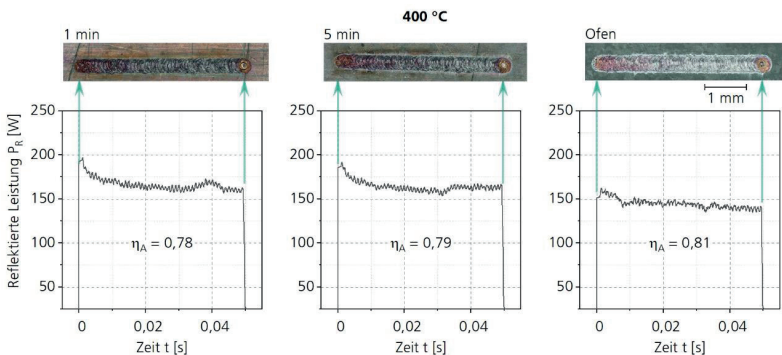 400 °C
1 min
5 min
Ofen
1 mm
Reflektierte Leistung P_R [W]
250
200
150
100
50
η_A = 0,78
0
0,02
0,04
Zeit t [s]
250
200
150
100
50
η_A = 0,79
0
0,02
0,04
Zeit t [s]
250
200
150
100
50
η_A = 0,81
0
0,02
0,04
Zeit t [s]